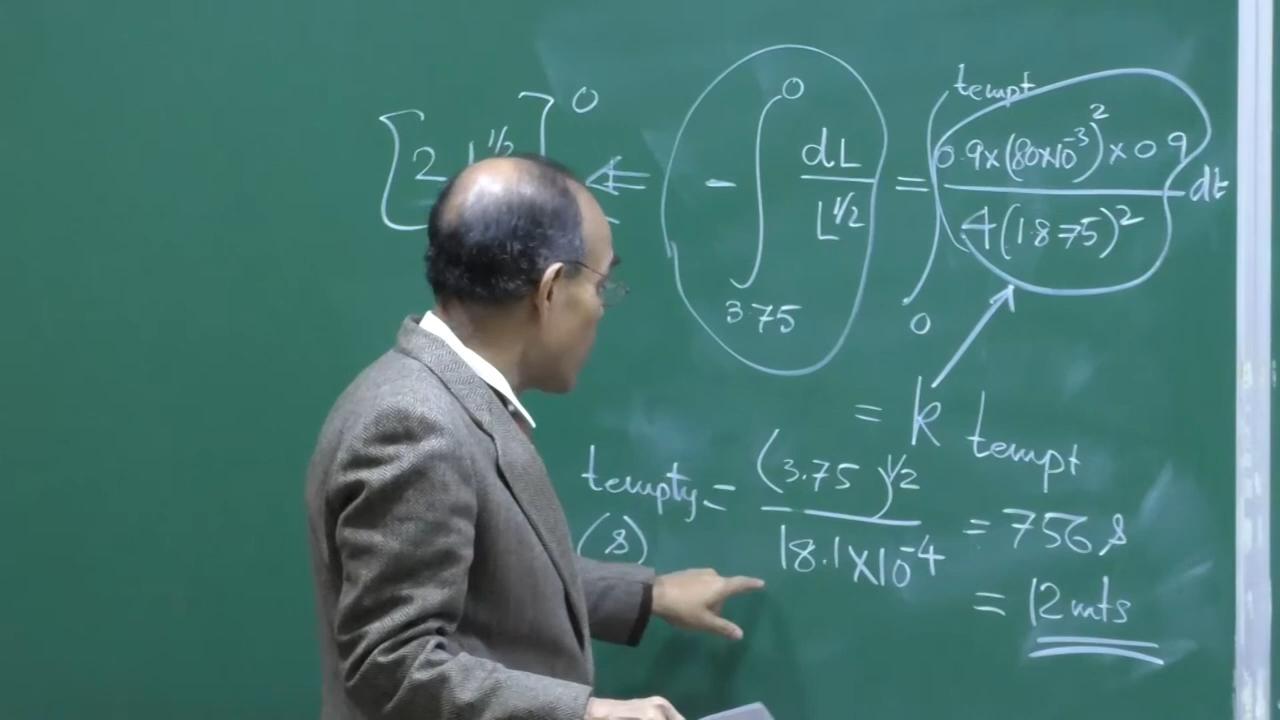 [2 L^{1/2}]^0 ⇐ - ∫_{3.75}^{0} dL / L^{1/2} = ∫_{0}^{tempt} 0.9×(80×10^{-3})^2×0 9 / 4(1.875)^2 dt
= k tempt
tempty = (3.75)^{1/2} / 18.1×10^{-4} = 756 s
(s)
= 12 mts